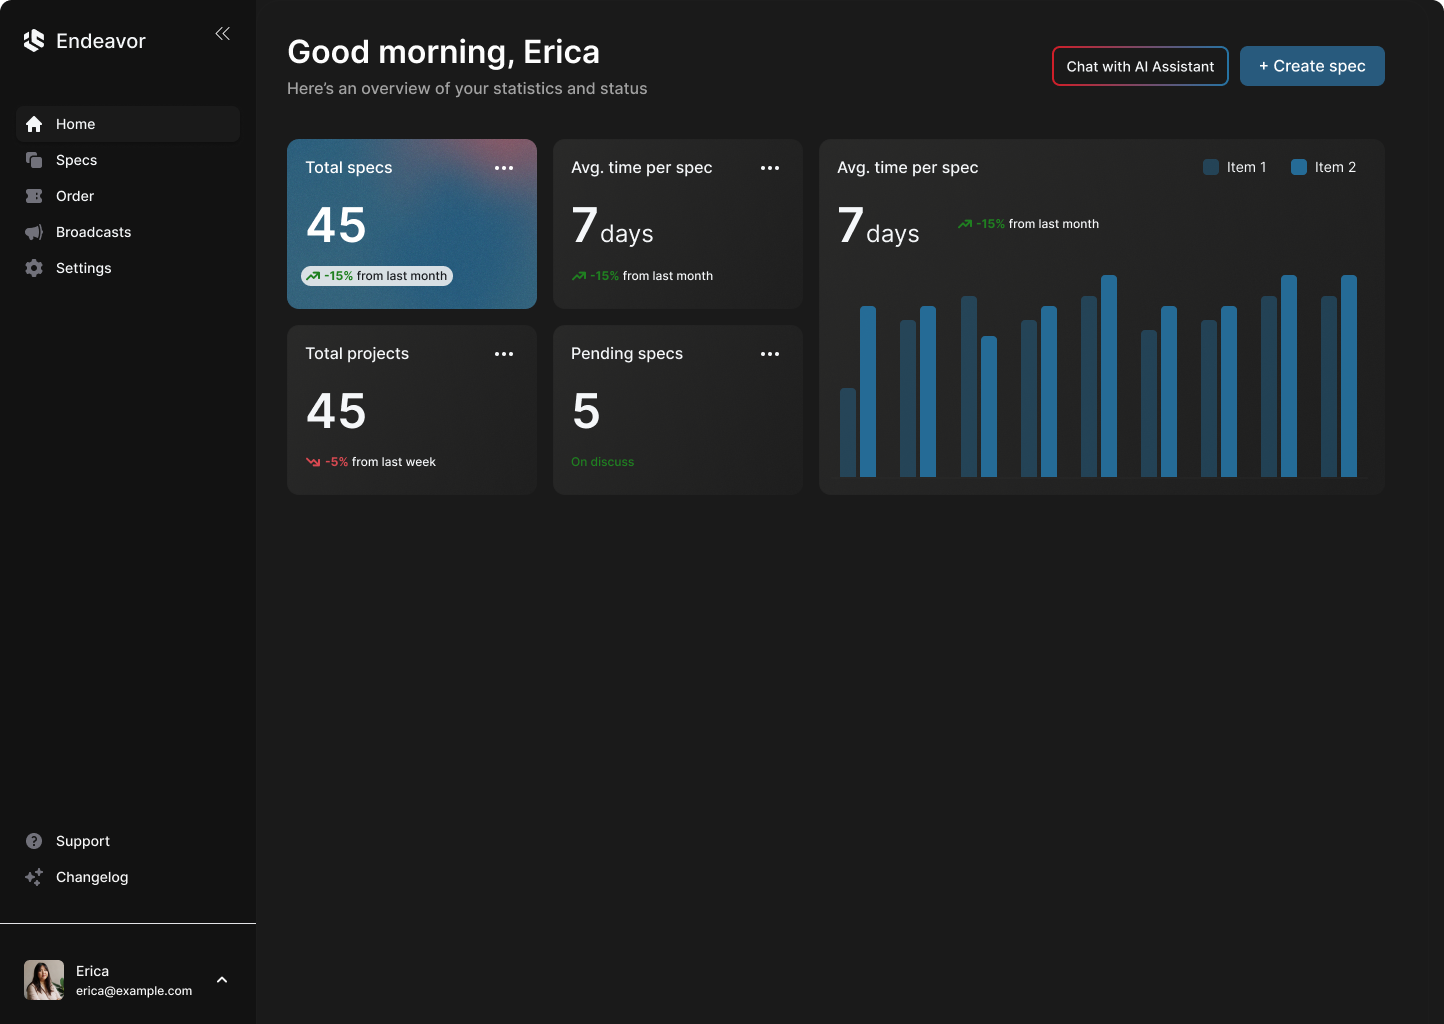 Endeavor
Home
Specs
Order
Broadcasts
Settings
Support
Changelog
Erica
erica@example.com
Good morning, Erica
Here’s an overview of your statistics and status
Chat with AI Assistant
+ Create spec
Total specs
45
-15% from last month
Avg. time per spec
7 days
-15% from last month
Total projects
45
-5% from last week
Pending specs
5
On discuss
Avg. time per spec
Item 1
Item 2
7 days
-15% from last month